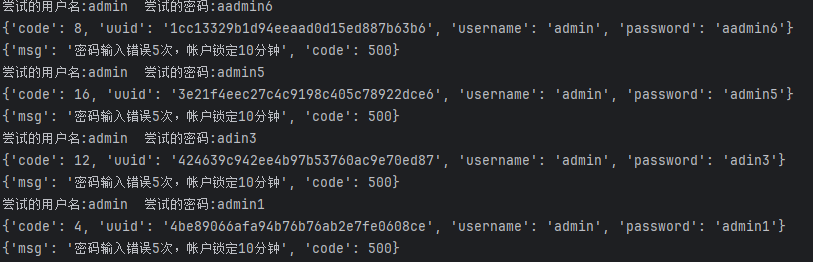 尝试的用户名:admin  尝试的密码:aadmin6
{'code': 8, 'uuid': '1cc13329b1d94eeaad0d15ed887b63b6', 'username': 'admin', 'password': 'aadmin6'}
{'msg': '密码输入错误5次，帐户锁定10分钟', 'code': 500}
尝试的用户名:admin  尝试的密码:admin5
{'code': 16, 'uuid': '3e21f4eec27c4c9198c405c78922dce6', 'username': 'admin', 'password': 'admin5'}
{'msg': '密码输入错误5次，帐户锁定10分钟', 'code': 500}
尝试的用户名:admin  尝试的密码:adin3
{'code': 12, 'uuid': '424639c942ee4b97b53760ac9e70ed87', 'username': 'admin', 'password': 'adin3'}
{'msg': '密码输入错误5次，帐户锁定10分钟', 'code': 500}
尝试的用户名:admin  尝试的密码:admin1
{'code': 4, 'uuid': '4be89066afa94b76b76ab2e7fe0608ce', 'username': 'admin', 'password': 'admin1'}
{'msg': '密码输入错误5次，帐户锁定10分钟', 'code': 500}